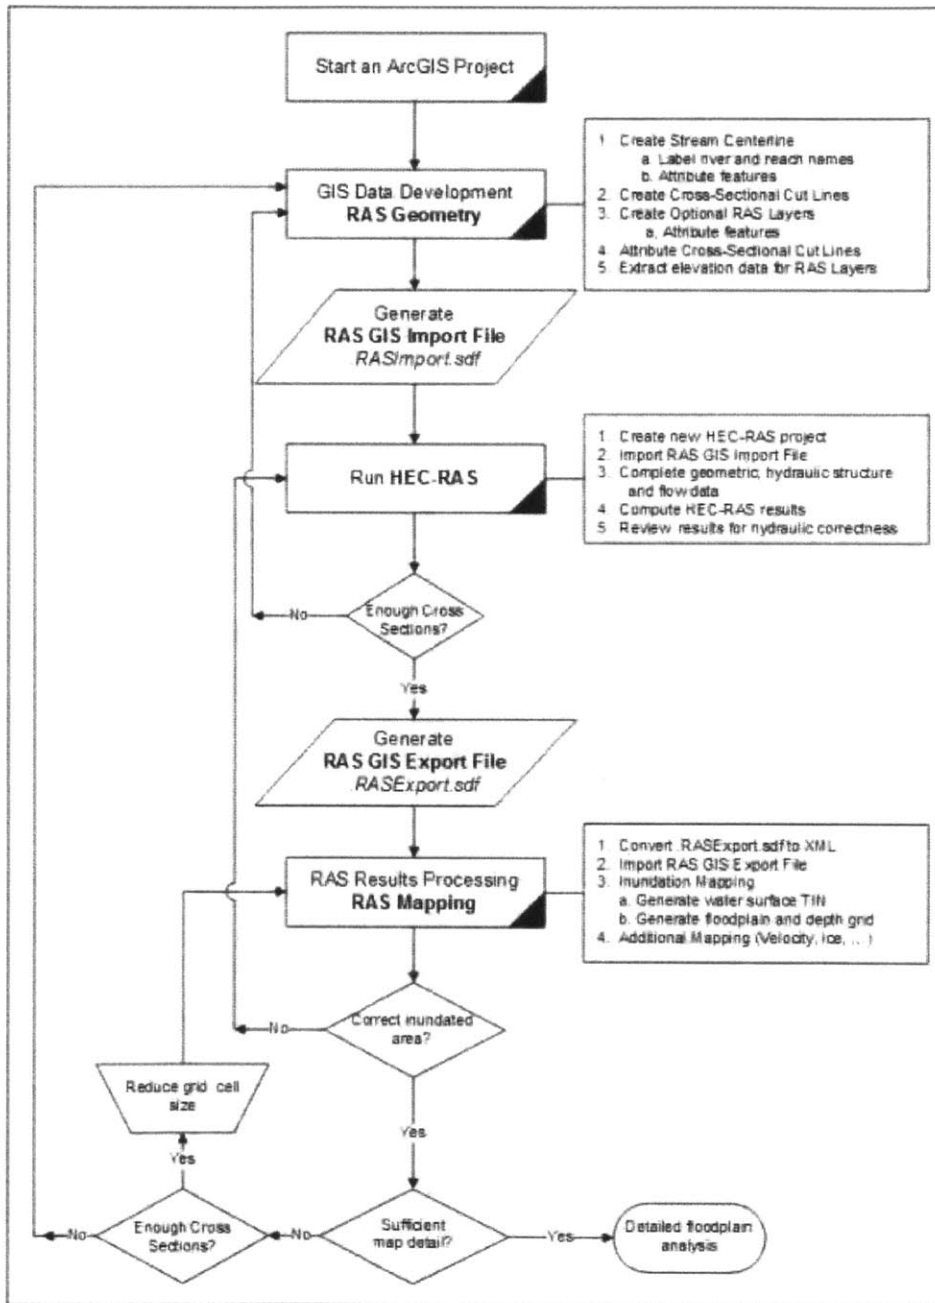 Start an ArcGIS Project
GIS Data Development
RAS Geometry
1. Create Stream Centerline
a. Label river and reach names
b. Attribute features
2. Create Cross-Sectional Cut Lines
3. Create Optional RAS Layers
a. Attribute features
4. Attribute Cross-Sectional Cut Lines
5. Extract elevation data for RAS Layers
Generate
RAS GIS Import File
RASImport.sdf
Run HEC-RAS
1. Create new HEC-RAS project
2. Import RAS GIS Import File
3. Complete geometric, hydraulic structure
and flow data
4. Compute HEC-RAS results
5. Review results for hydraulic correctness
No
Enough Cross
Sections?
Yes
Generate
RAS GIS Export File
RASExport.sdf
RAS Results Processing
RAS Mapping
1. Convert .RASExport.sdf to XML
2. Import RAS GIS Export File
3. Inundation Mapping
a. Generate water surface TIN
b. Generate floodplain and depth grid
4. Additional Mapping (Velocity, ice, ...)
No
Correct inundated
area?
Reduce grid cell
size
Yes
Yes
No
Enough Cross
Sections?
No
Sufficient
map detail?
Yes
Detailed floodplain
analysis